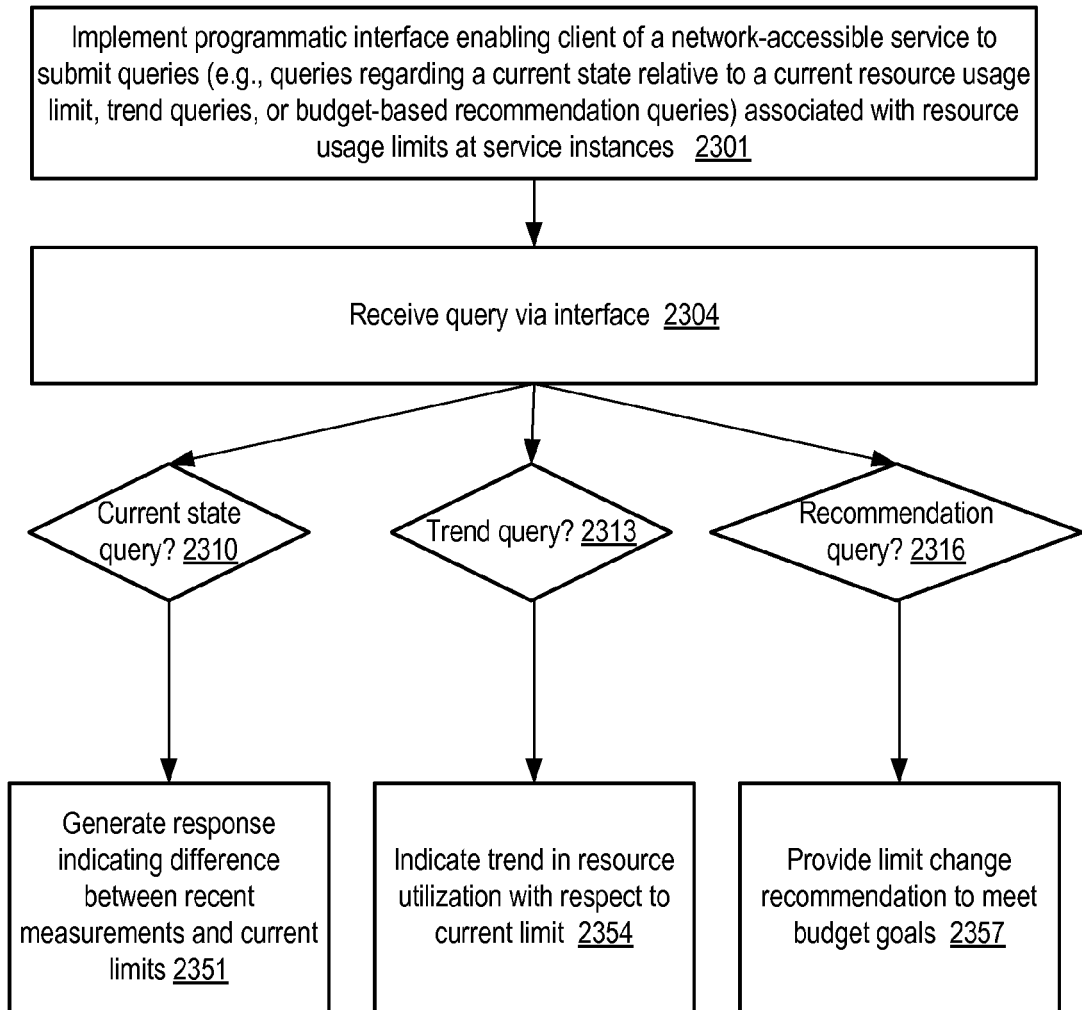 Implement programmatic interface enabling client of a network-accessible service to
submit queries (e.g., queries regarding a current state relative to a current resource usage
limit, trend queries, or budget-based recommendation queries) associated with resource
usage limits at service instances 2301
Receive query via interface 2304
Current state
query? 2310
Trend query? 2313
Recommendation
query? 2316
Generate response
indicating difference
between recent
measurements and current
limits 2351
Indicate trend in resource
utilization with respect to
current limit 2354
Provide limit change
recommendation to meet
budget goals 2357